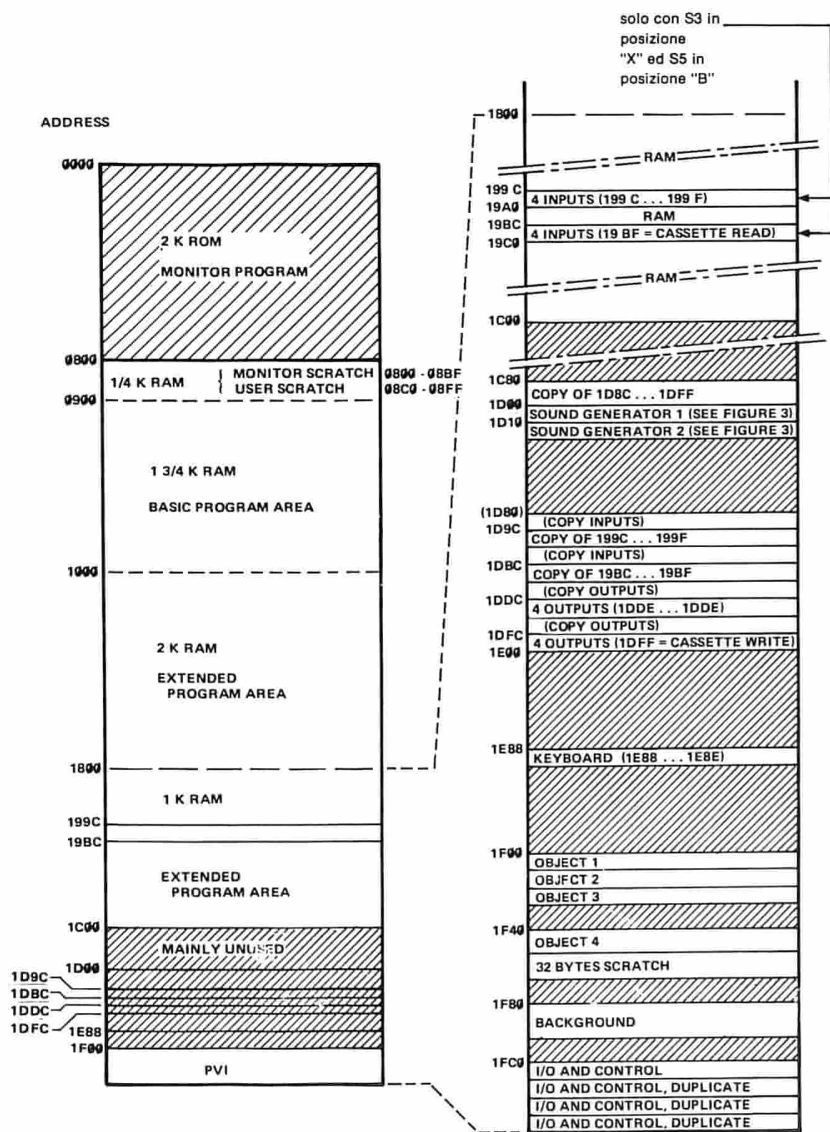 solo con S3 in
posizione
"X" ed S5 in
posizione "B"
ADDRESS
0000
2 K ROM
MONITOR PROGRAM
0800
1/4 K RAM
MONITOR SCRATCH 0800 - 08BF
USER SCRATCH 08C0 - 08FF
0900
1 3/4 K RAM
BASIC PROGRAM AREA
1000
2 K RAM
EXTENDED
PROGRAM AREA
1800
1 K RAM
199C
19BC
EXTENDED
PROGRAM AREA
1C00
MAINLY UNUSED
1D00
1D9C
1DBC
1DDC
1DFC
1E88
1F00
PVI
1800
RAM
199 C
4 INPUTS (199 C ... 199 F)
19A0
RAM
19BC
4 INPUTS (19 BF = CASSETTE READ)
19C0
RAM
1C00
1C80
COPY OF 1D8C ... 1DFF
1D00
SOUND GENERATOR 1 (SEE FIGURE 3)
1D10
SOUND GENERATOR 2 (SEE FIGURE 3)
(1D80)
(COPY INPUTS)
1D9C
COPY OF 199C ... 199F
(COPY INPUTS)
1DBC
COPY OF 19BC ... 19BF
(COPY OUTPUTS)
1DDC
4 OUTPUTS (1DDE ... 1DDE)
(COPY OUTPUTS)
1DFC
4 OUTPUTS (1DFF = CASSETTE WRITE)
1E00
1E88
KEYBOARD (1E88 ... 1E8E)
1F00
OBJECT 1
OBJFCT 2
OBJECT 3
1F40
OBJECT 4
32 BYTES SCRATCH
1F80
BACKGROUND
1FC0
I/O AND CONTROL
I/O AND CONTROL, DUPLICATE
I/O AND CONTROL, DUPLICATE
I/O AND CONTROL, DUPLICATE